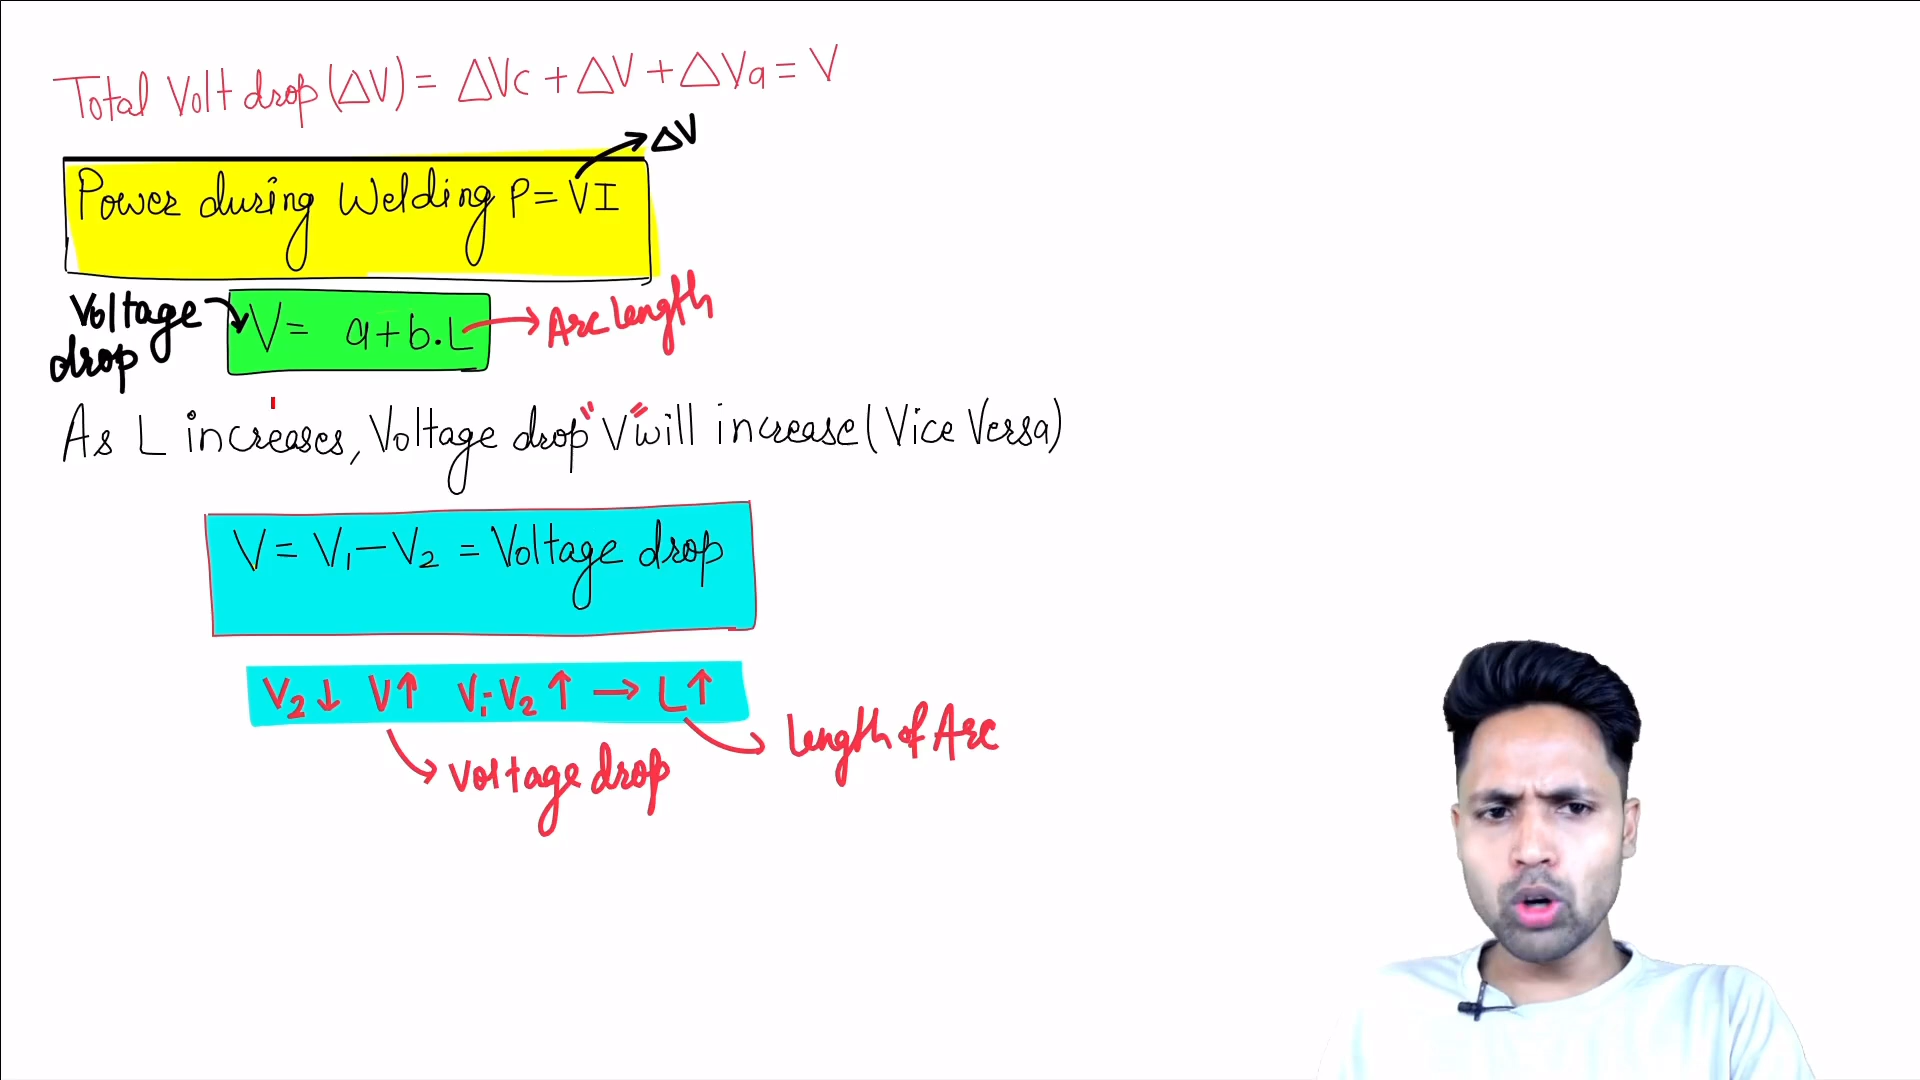 Total Volt drop (ΔV) = ΔVc + ΔV + ΔVa = V
ΔV
Power during Welding P = VI
Voltage drop
V = a+b.L
Arc length
As L increases, Voltage drop "V" will increase (Vice Versa)
V = V₁ – V₂ = Voltage drop
V₂↓ V↑ V₁-V₂↑ → L↑
Length of Arc
Voltage drop